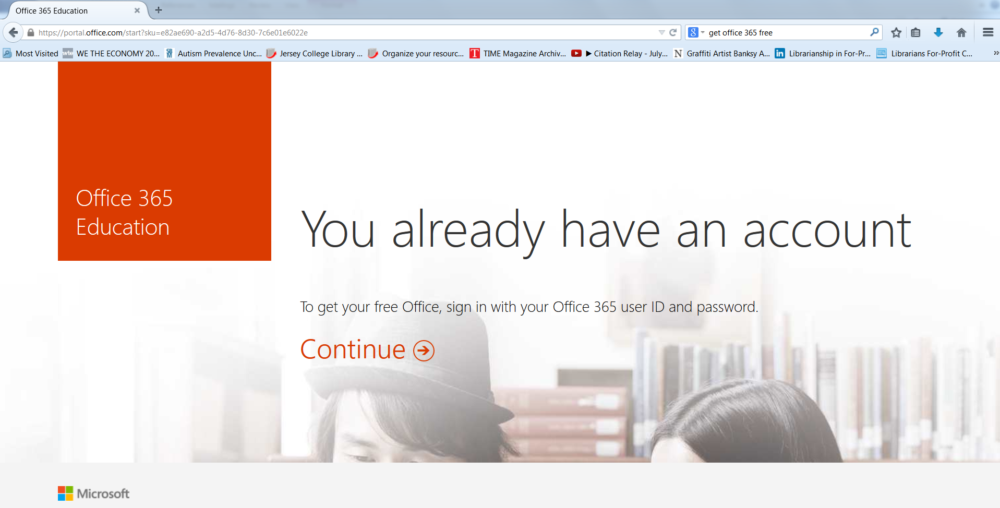 Office 365 Education
https://portal.office.com/start?sku=e82ae690-a2d5-4d76-8d30-7c6e01e6022e
8
get office 365 free
Most Visited
wte
WE THE ECONOMY 20...
Autism Prevalence Unc...
Jersey College Library ...
Organize your resourc...
T
TIME Magazine Archiv...
▶ Citation Relay - July...
N
Graffiti Artist Banksy A...
in
Librarianship in For-Pr...
Librarians For-Profit C...
Office 365
Education
You already have an account
To get your free Office, sign in with your Office 365 user ID and password.
Continue
Microsoft